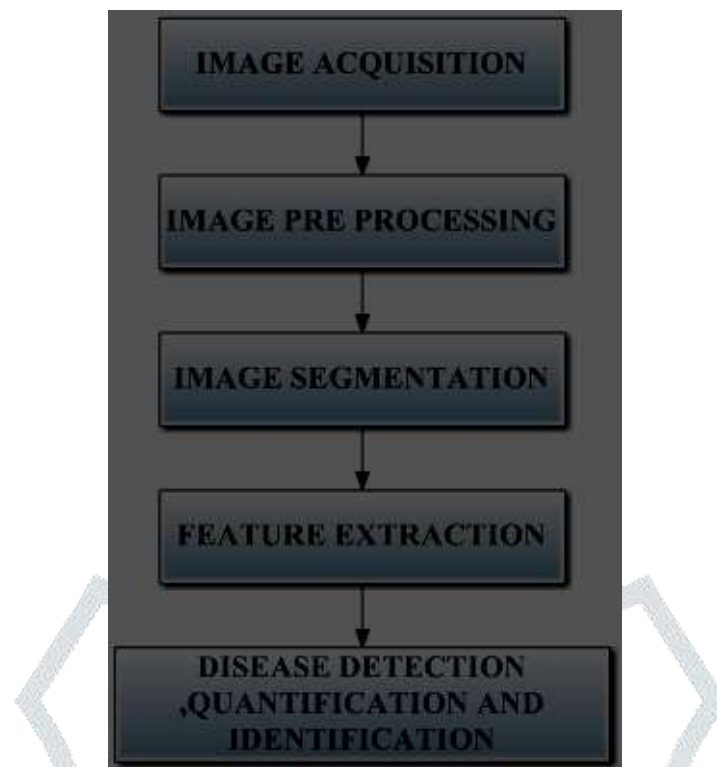 IMAGE ACQUISITION
IMAGE PRE PROCESSING
IMAGE SEGMENTATION
FEATURE EXTRACTION
DISEASE DETECTION
,QUANTIFICATION AND
IDENTIFICATION